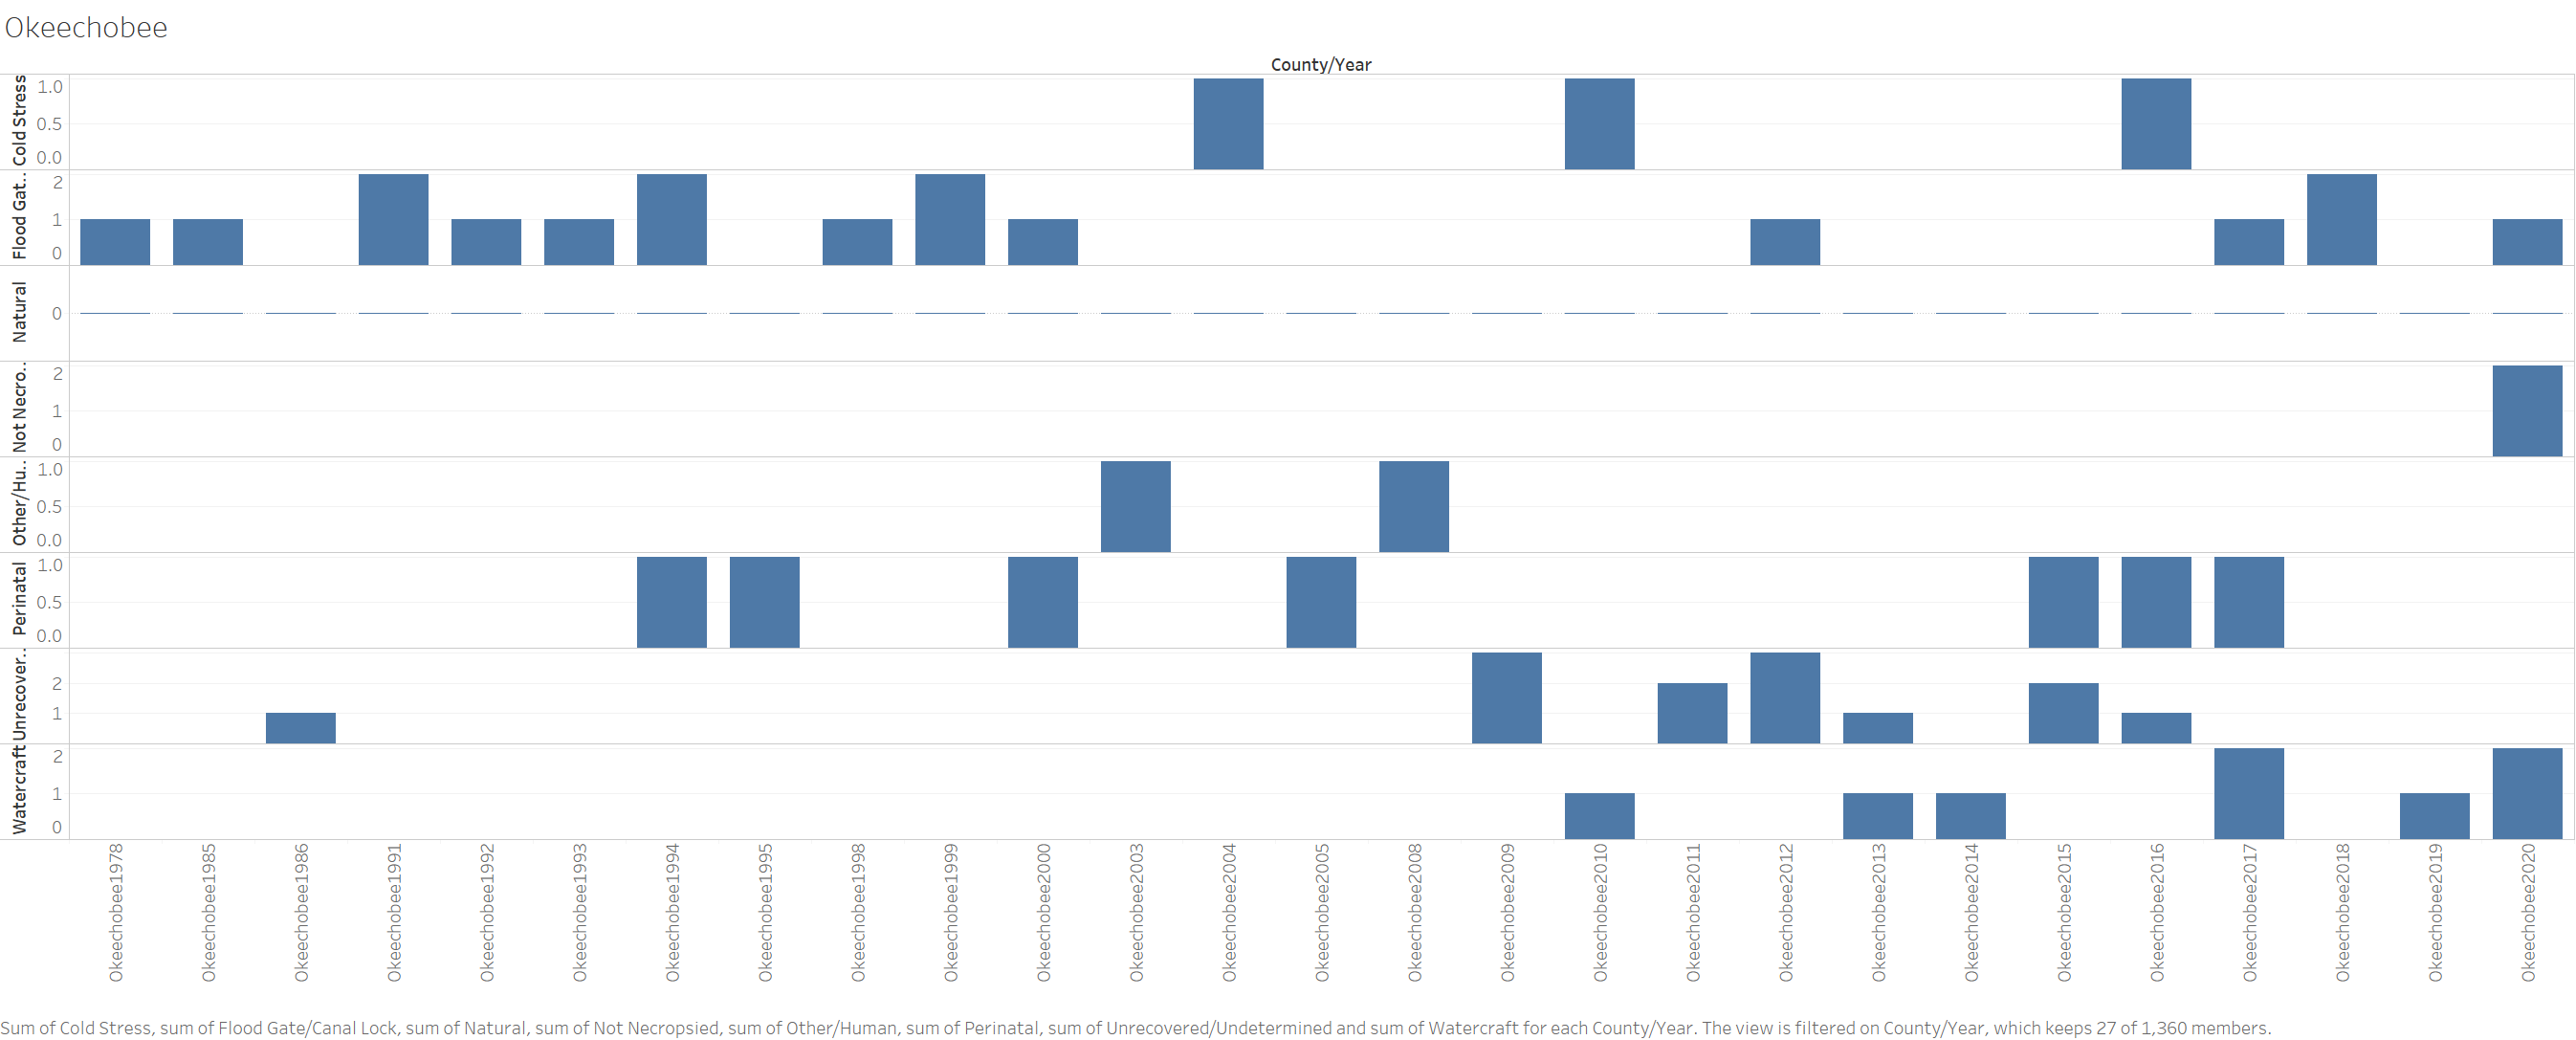 Okeechobee
County/Year
Cold Stress
1.0
0.5
0.0
Flood Gat..
2
1
0
Natural
0
Not Necro..
2
1
0
Other/Hu..
1.0
0.5
0.0
Perinatal
1.0
0.5
0.0
Unrecover..
2
1
Watercraft
2
1
0
Okeechobee1978
Okeechobee1985
Okeechobee1986
Okeechobee1991
Okeechobee1992
Okeechobee1993
Okeechobee1994
Okeechobee1995
Okeechobee1998
Okeechobee1999
Okeechobee2000
Okeechobee2003
Okeechobee2004
Okeechobee2005
Okeechobee2008
Okeechobee2009
Okeechobee2010
Okeechobee2011
Okeechobee2012
Okeechobee2013
Okeechobee2014
Okeechobee2015
Okeechobee2016
Okeechobee2017
Okeechobee2018
Okeechobee2019
Okeechobee2020
Sum of Cold Stress, sum of Flood Gate/Canal Lock, sum of Natural, sum of Not Necropsied, sum of Other/Human, sum of Perinatal, sum of Unrecovered/Undetermined and sum of Watercraft for each County/Year. The view is filtered on County/Year, which keeps 27 of 1,360 members.